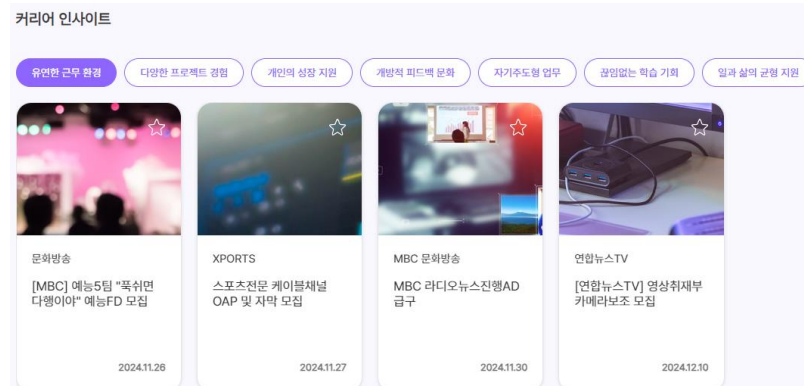 커리어 인사이트
유연한 근무 환경
다양한 프로젝트 경험
개인의 성장 지원
개방적 피드백 문화
자기주도형 업무
끊임없는 학습 기회
일과 삶의 균형 지원
문화방송
[MBC] 예능5팀 "푹쉬면
다행이야" 예능FD 모집
2024.11.26
XPORTS
스포츠전문 케이블채널
OAP 및 자막 모집
2024.11.27
MBC 문화방송
MBC 라디오뉴스진행AD
급구
2024.11.30
연합뉴스TV
[연합뉴스TV] 영상취재부
카메라보조 모집
2024.12.10